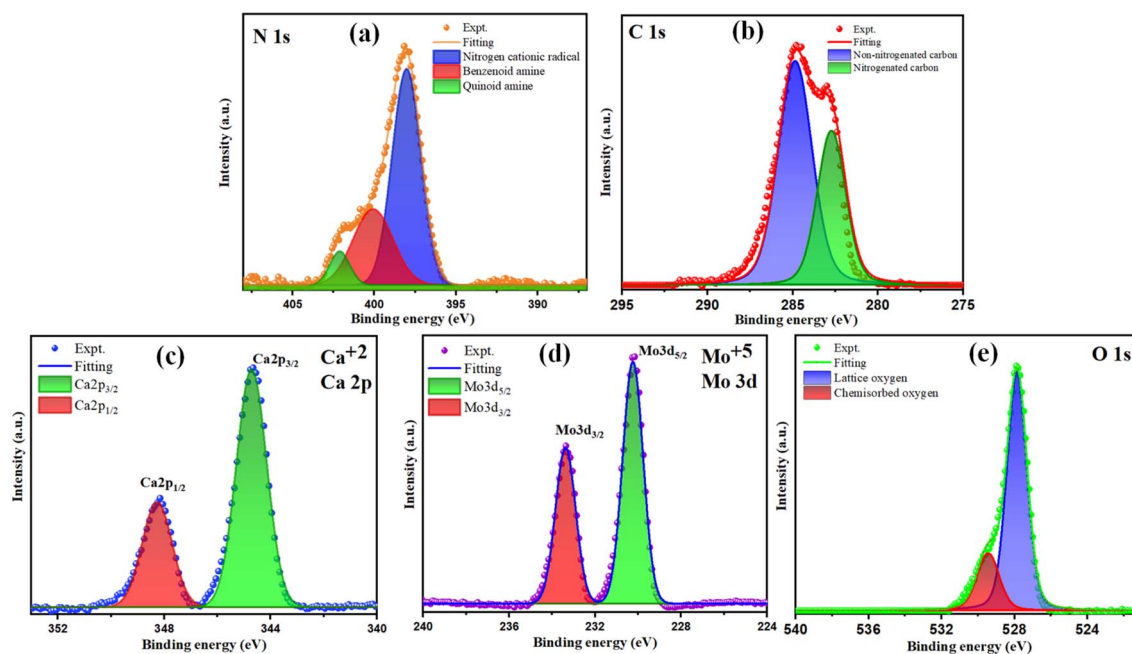 N 1s
(a)
Expt.
Fitting
Nitrogen cationic radical
Benzenoid amine
Quinoid amine
Intensity (a.u.)
405 400 395 390
Binding energy (eV)
C 1s
(b)
Expt.
Fitting
Non-nitrogenated carbon
Nitrogenated carbon
Intensity (a.u.)
295 290 285 280 275
Binding energy (eV)
Expt.
Fitting
Ca2p3/2
Ca2p1/2
(c)
Ca2p3/2
Ca+2
Ca 2p
Ca2p1/2
Intensity (a.u.)
352 348 344 340
Binding energy (eV)
Expt.
Fitting
Mo3d5/2
Mo3d3/2
(d)
Mo3d5/2
Mo+5
Mo 3d
Mo3d3/2
Intensity (a.u.)
240 236 232 228 224
Binding energy (eV)
Expt.
Fitting
Lattice oxygen
Chemisorbed oxygen
(e)
O 1s
Intensity (a.u.)
540 536 532 528 524
Binding energy (eV)